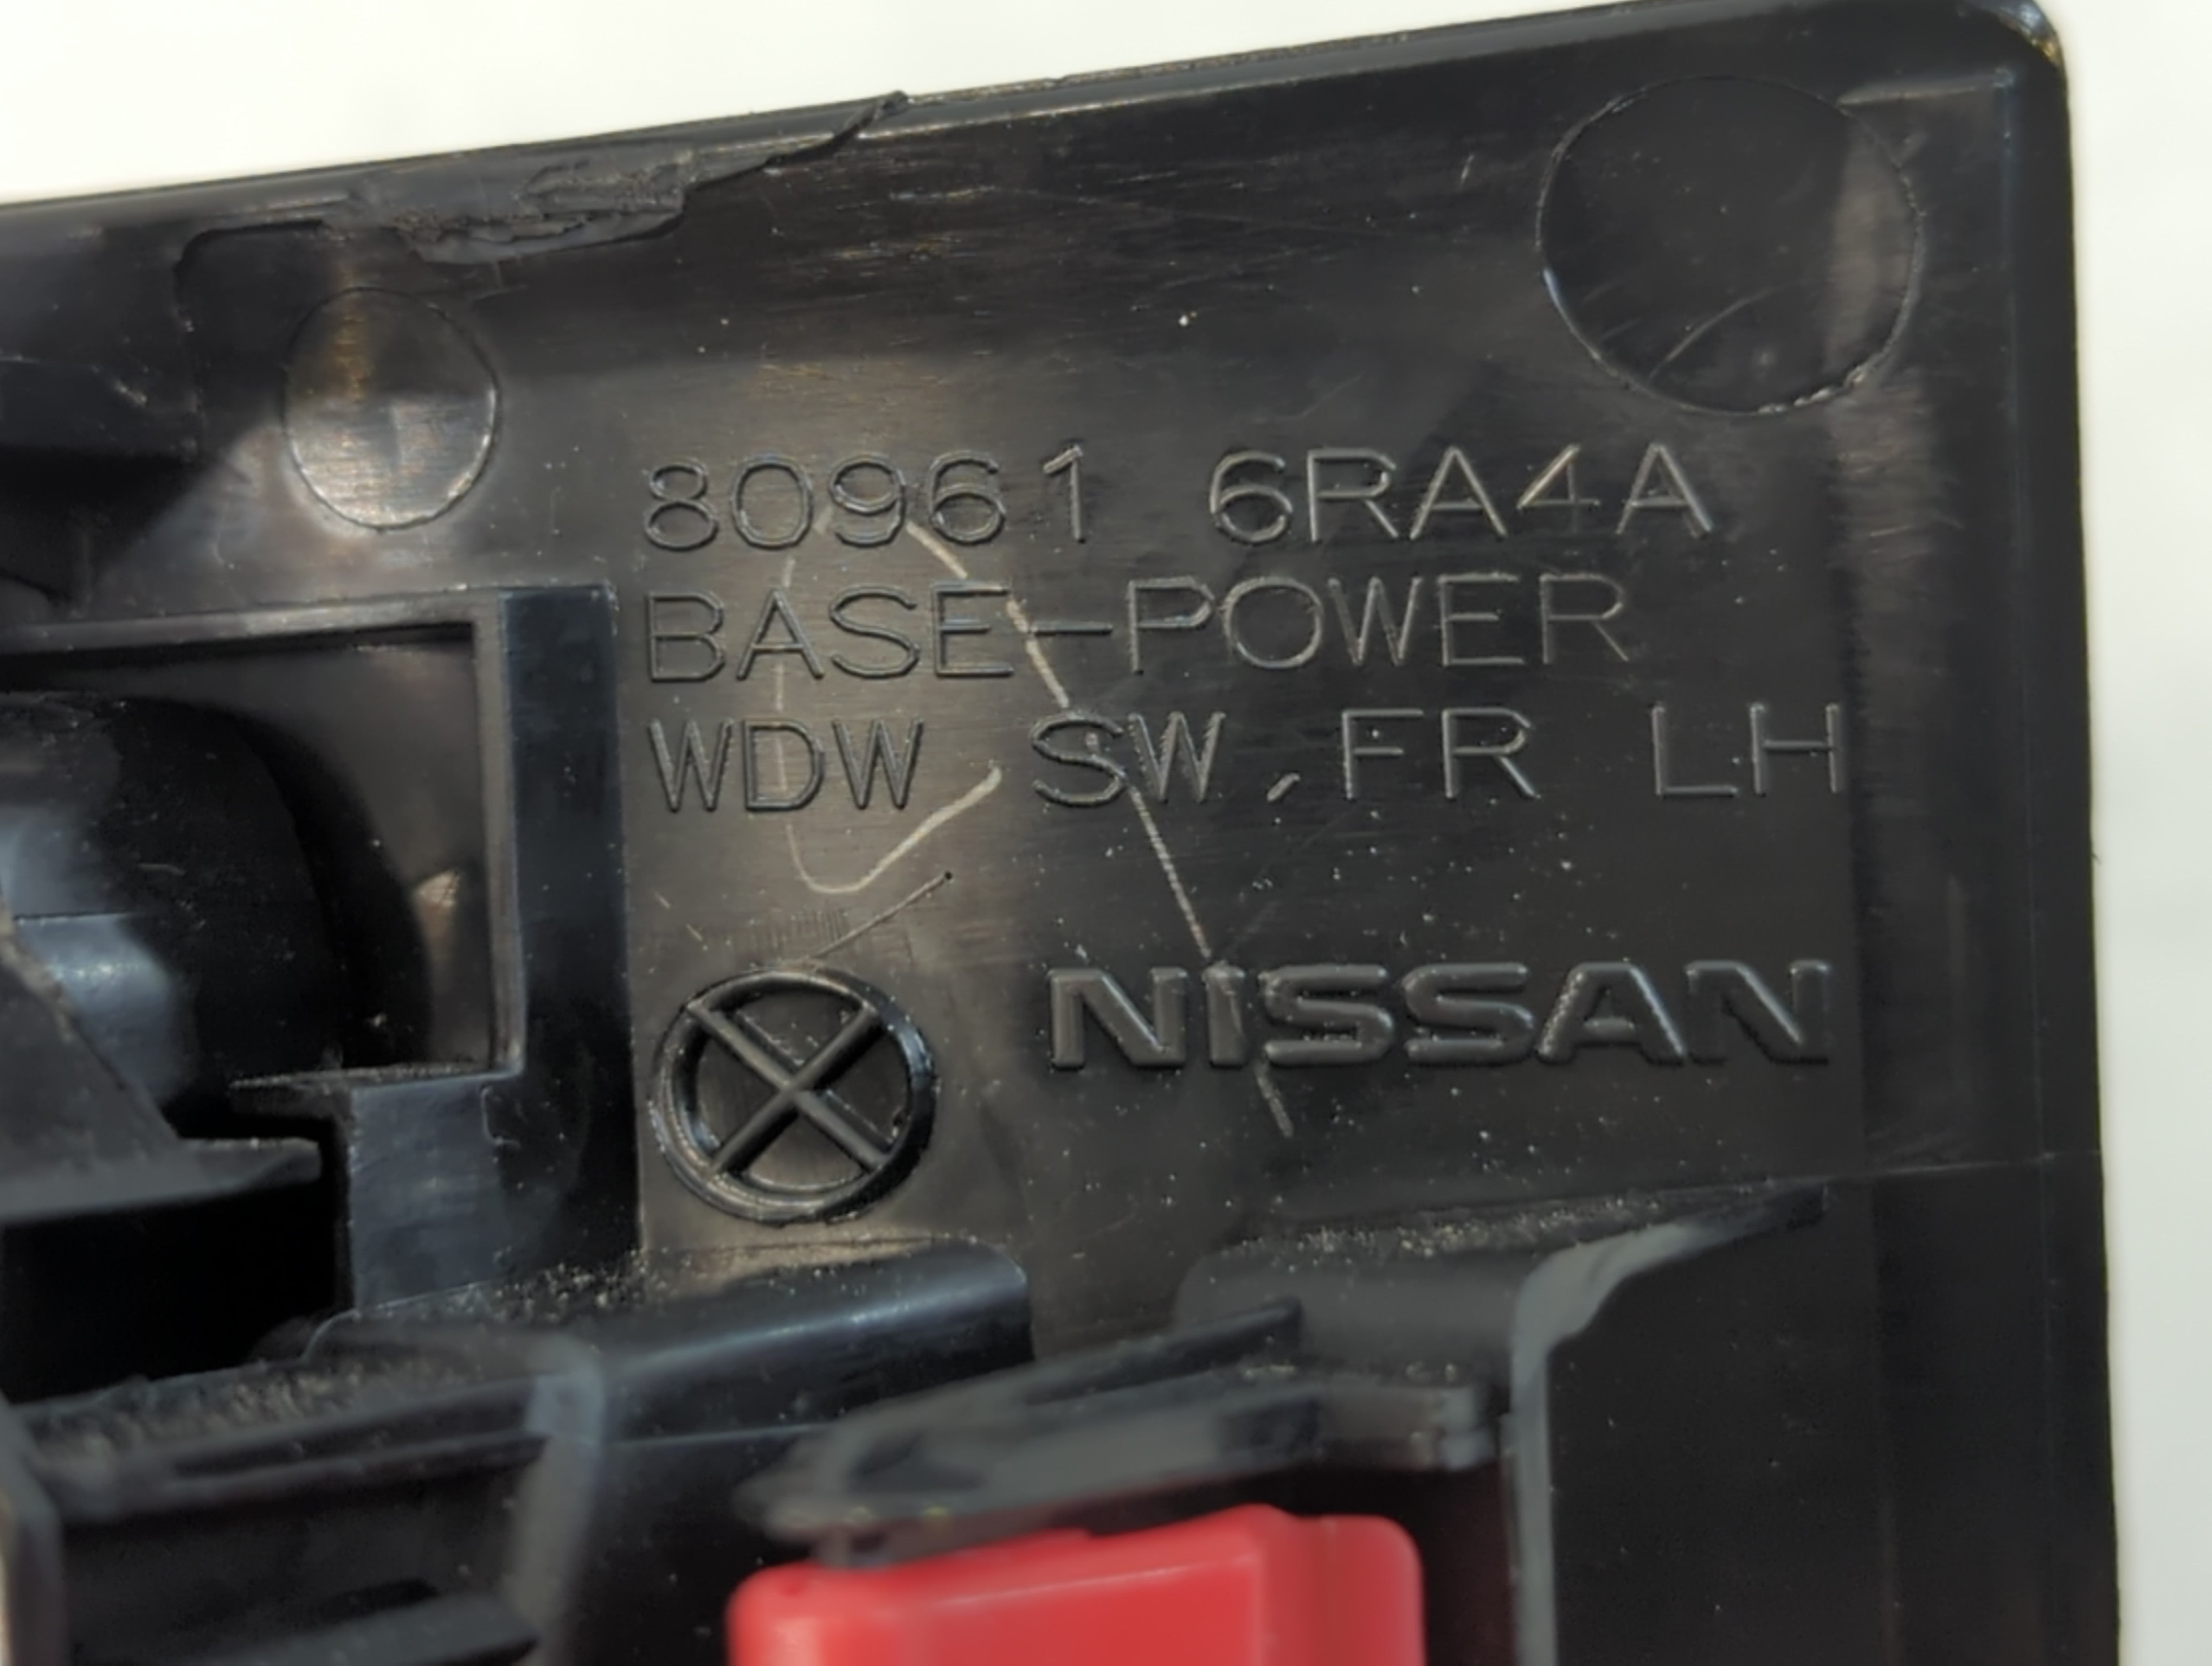 80961 6RA4A
BASE-POWER
WDW SW, FR LH
NISSAN